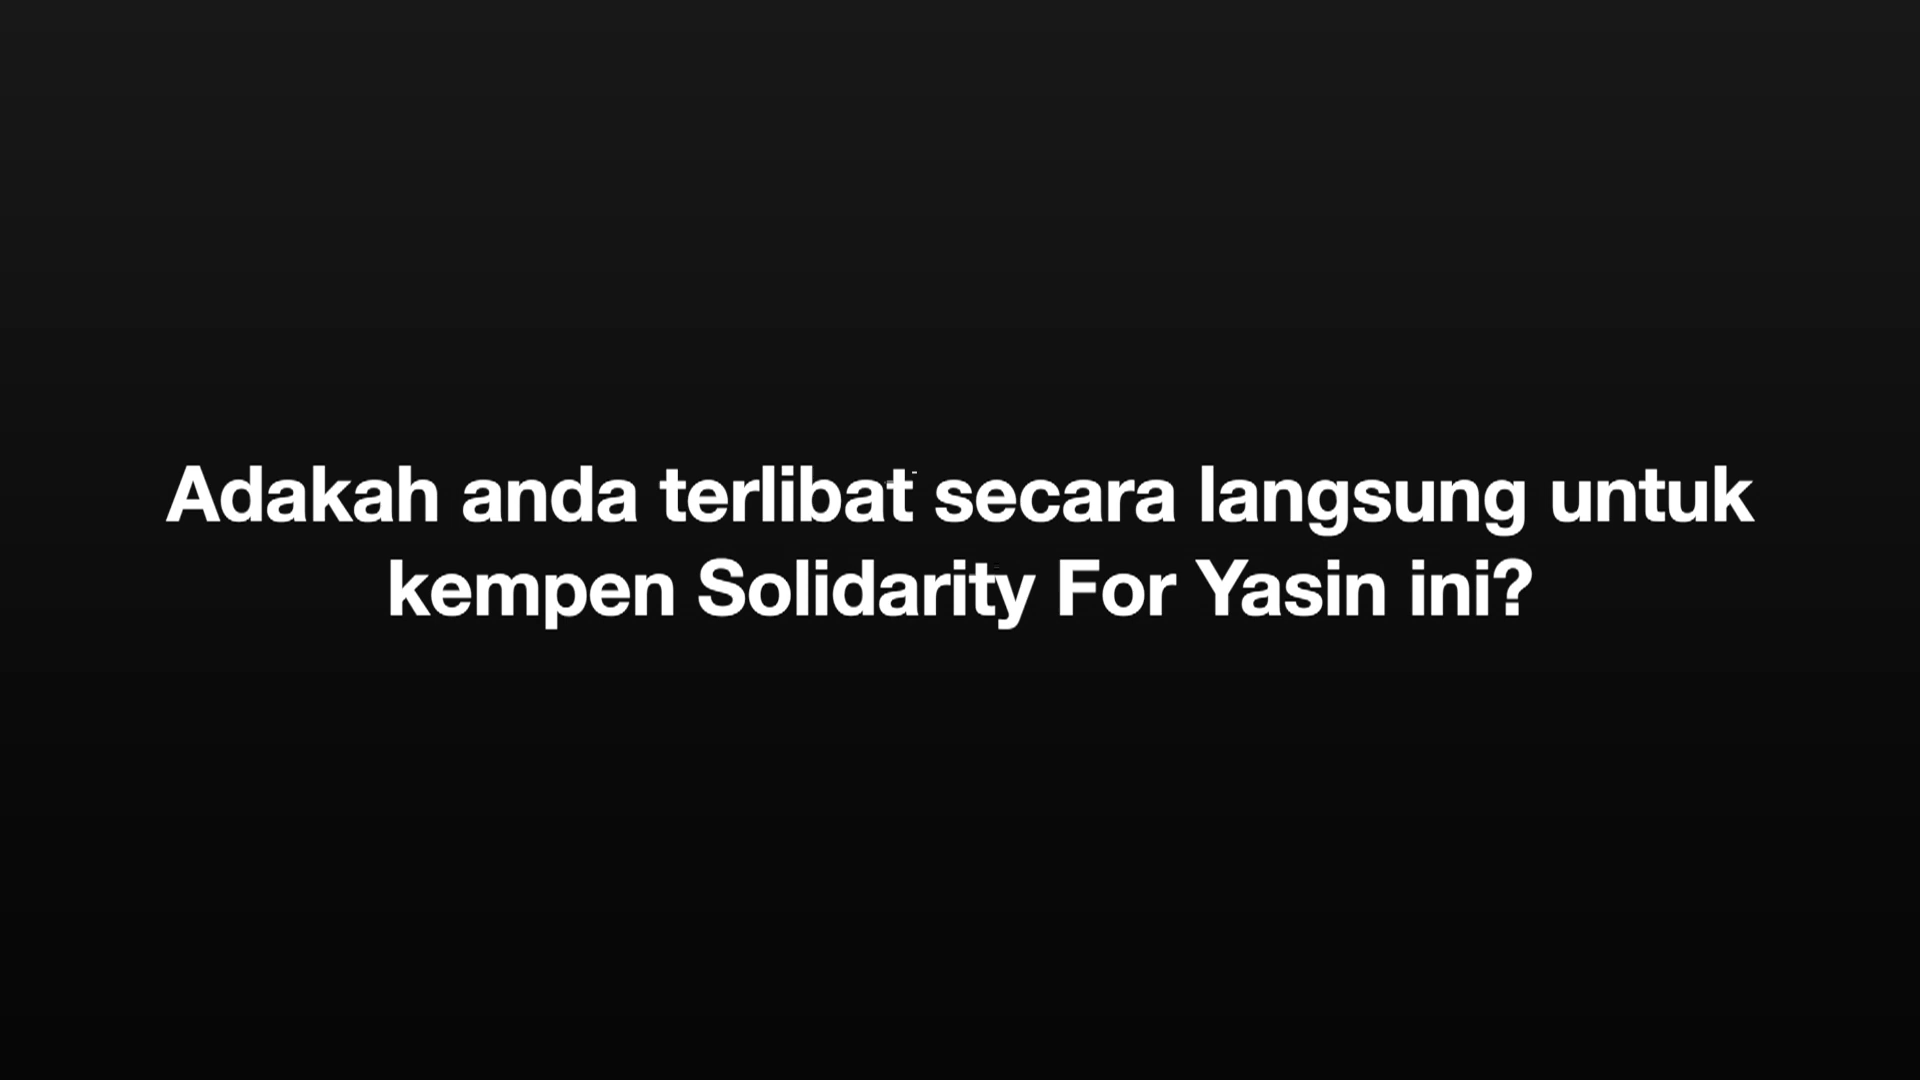 Adakah anda terlibat secara langsung untuk
kempen Solidarity For Yasin ini?